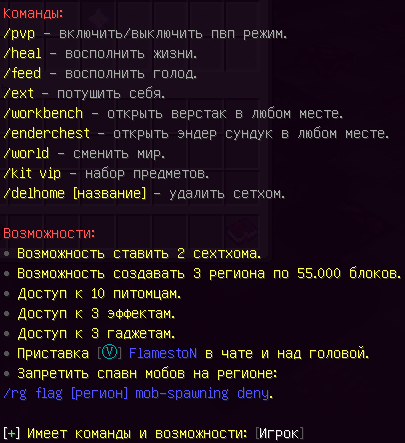 Команды:
/pvp – включить/выключить пвп режим.
/heal – восполнить жизни.
/feed – восполнить голод.
/ext – потушить себя.
/workbench – открыть верстак в любом месте.
/enderchest – открыть эндер сундук в любом месте.
/world – сменить мир.
/kit vip – набор предметов.
/delhome [название] – удалить сетхом.
Возможности:
• Возможность ставить 2 сехтхома.
• Возможность создавать 3 региона по 55.000 блоков.
• Доступ к 10 питомцам.
• Доступ к 3 эффектам.
• Доступ к 3 гаджетам.
• Приставка [Ⓥ] FlamestoN в чате и над головой.
• Запретить спавн мобов на регионе:
/rg flag [регион] mob-spawning deny.
[+] Имеет команды и возможности: [Игрок]